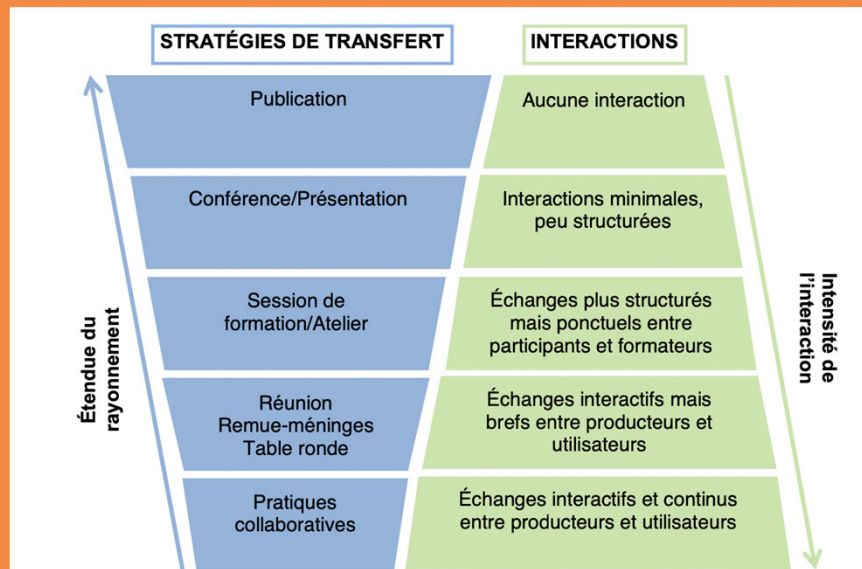 STRATÉGIES DE TRANSFERT
INTERACTIONS
Publication
Aucune interaction
Conférence/Présentation
Interactions minimales,
peu structurées
Session de
formation/Atelier
Échanges plus structurés
mais ponctuels entre
participants et formateurs
Réunion
Remue-méninges
Table ronde
Échanges interactifs mais
brefs entre producteurs et
utilisateurs
Pratiques
collaboratives
Échanges interactifs et continus
entre producteurs et utilisateurs
Étendue du
rayonnement
Intensité de
l'interaction